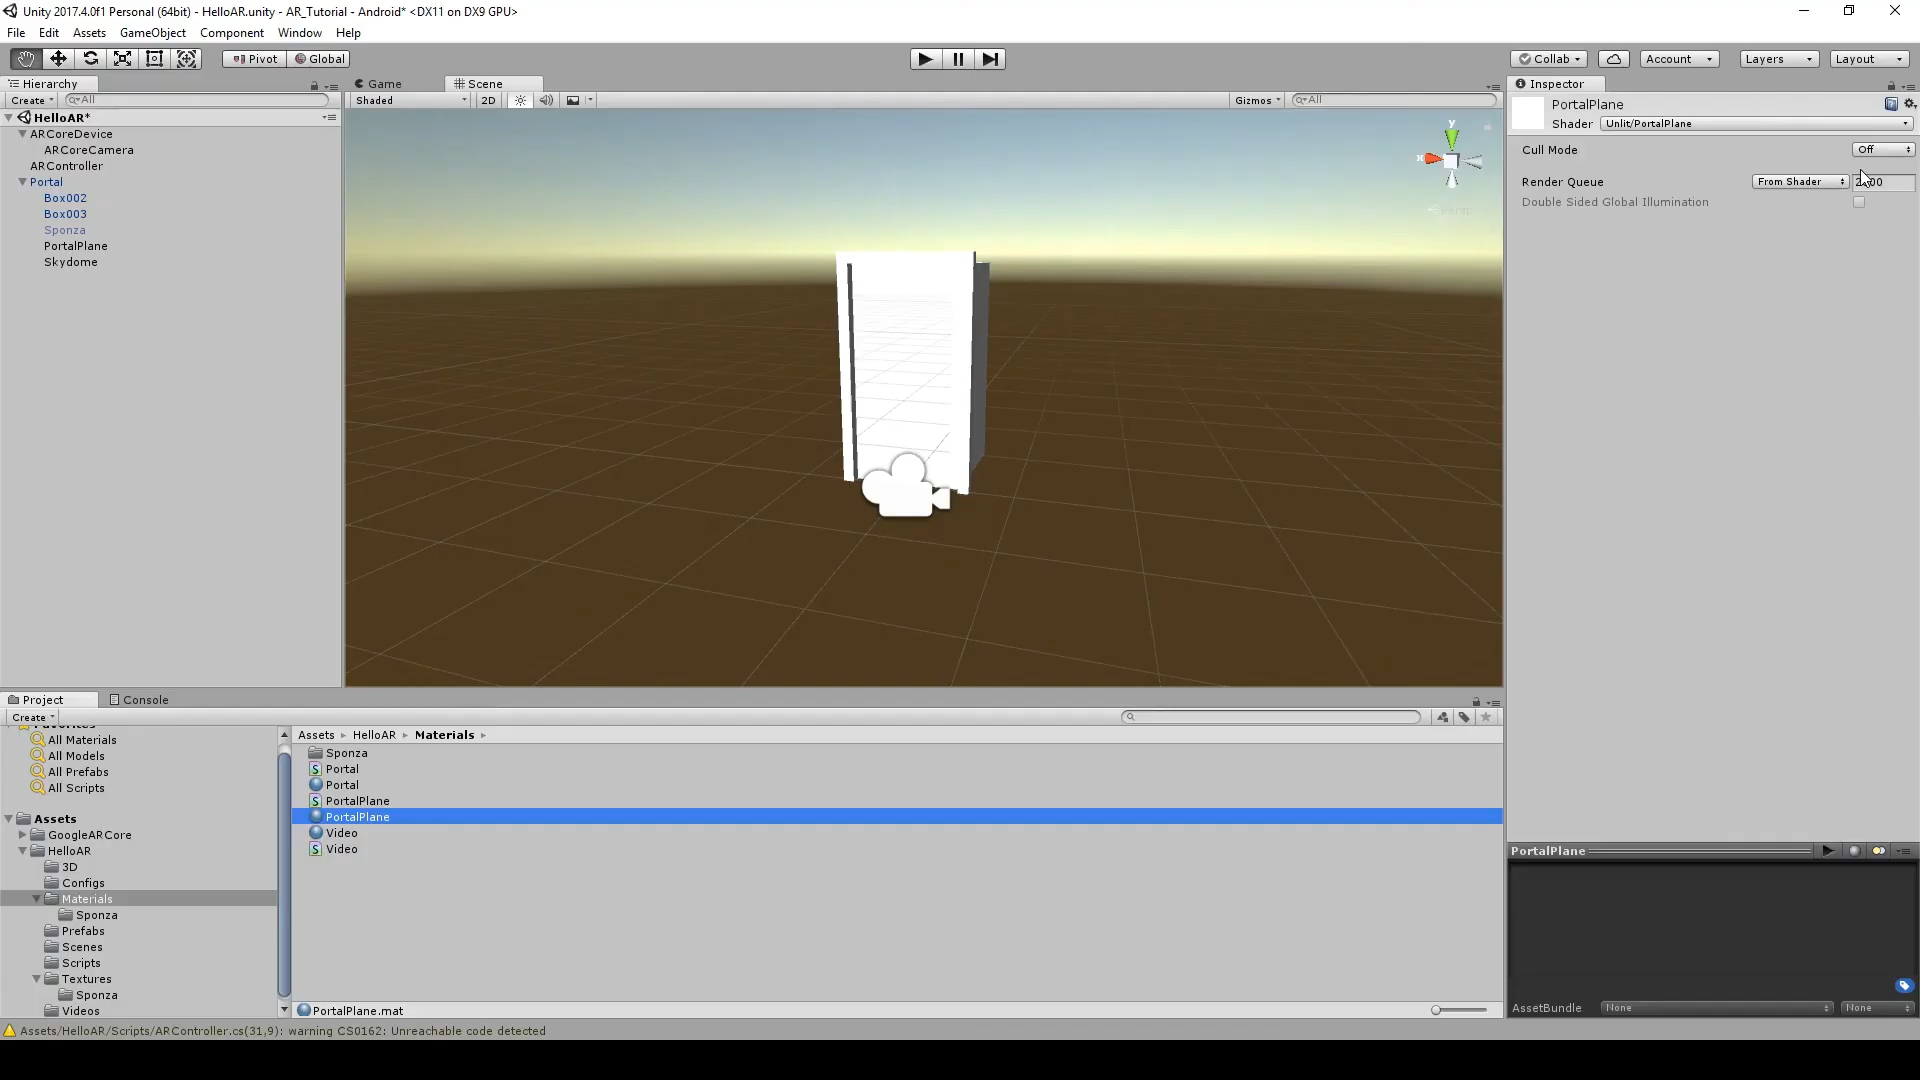 Unity 2017.4.0f1 Personal (64bit) - HelloAR.unity - AR_Tutorial - Android* <DX11 on DX9 GPU>
File Edit Assets GameObject Component Window Help
Pivot Global Collab Account Layers Layout
Hierarchy
Create All
HelloAR*
ARCoreDevice
ARCoreCamera
ARController
Portal
Box002
Box003
Sponza
PortalPlane
Skydome
Game Scene
Shaded 2D Gizmos All
y
x
Persp
Inspector
PortalPlane
Shader Unlit/PortalPlane
Cull Mode Off
Render Queue From Shader
Double Sided Global Illumination
Project Console
Create
Favorites
All Materials
All Models
All Prefabs
All Scripts
Assets
GoogleARCore
HelloAR
3D
Configs
Materials
Sponza
Prefabs
Scenes
Scripts
Textures
Sponza
Videos
Assets HelloAR Materials
Sponza
Portal
Portal
PortalPlane
PortalPlane
Video
Video
PortalPlane.mat
PortalPlane
AssetBundle None None
Assets/HelloAR/Scripts/ARController.cs(31,9): warning CS0162: Unreachable code detected